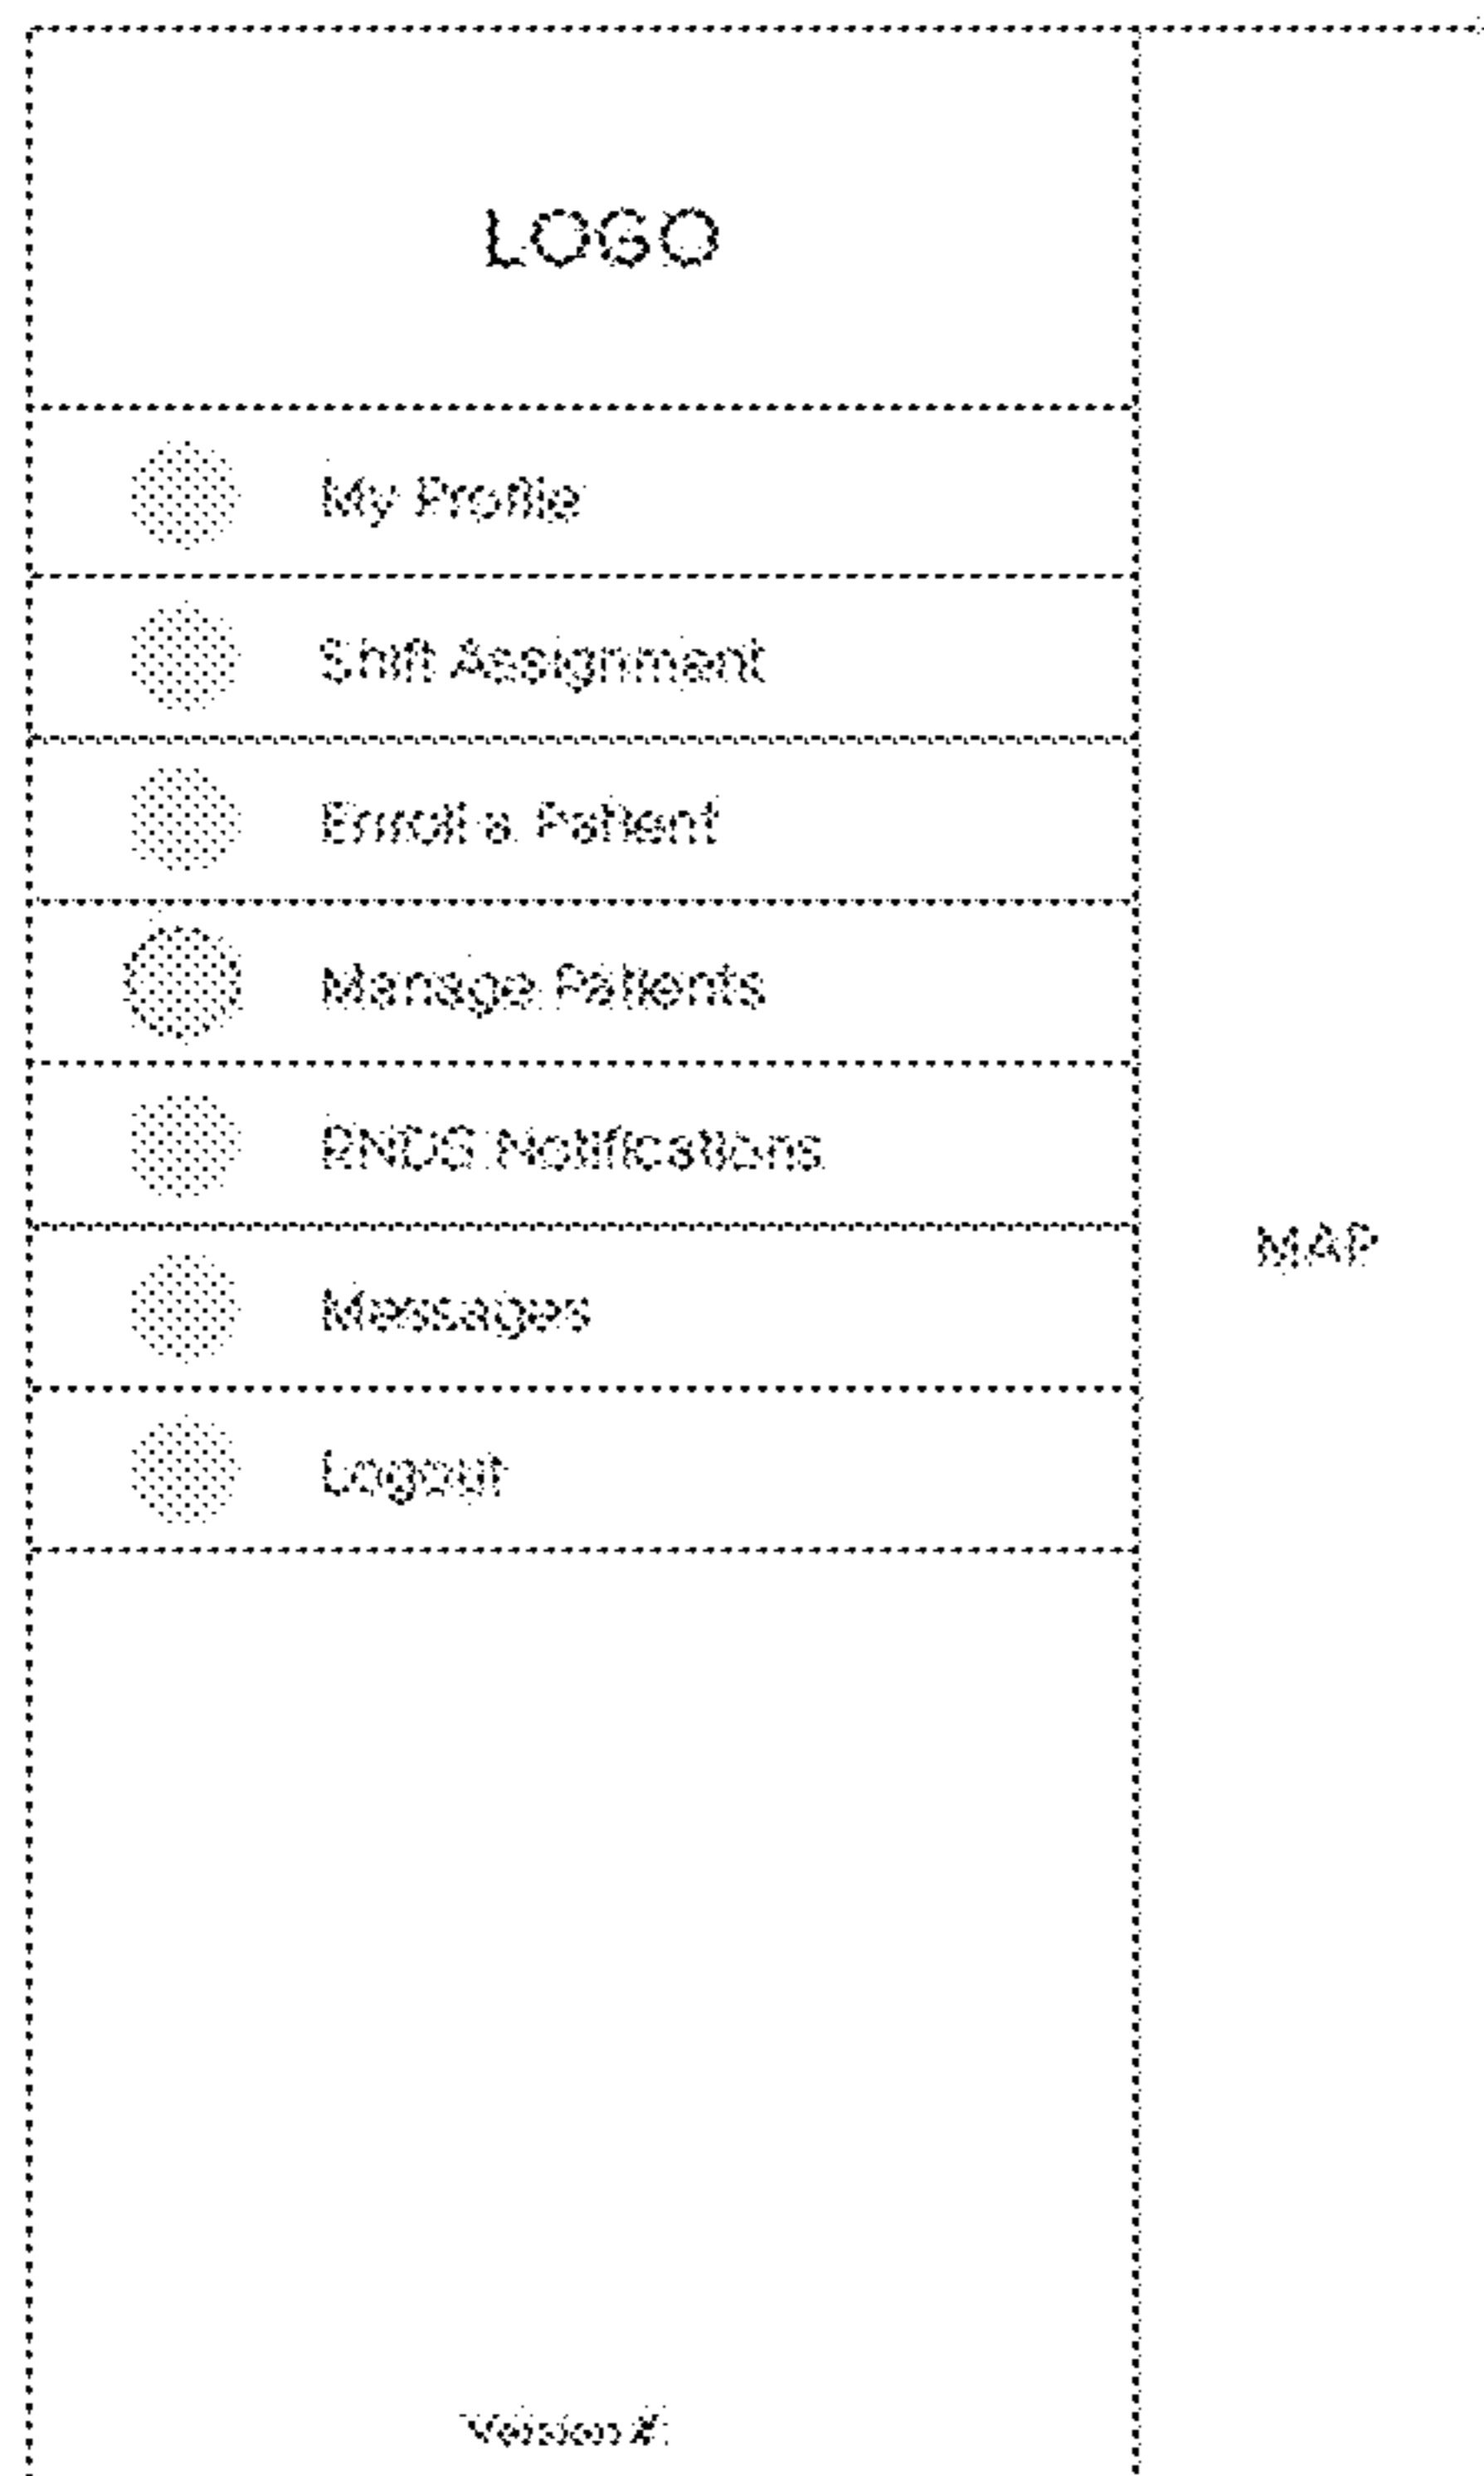 LOGO
My Profile
Shift Assignment
Enroll a Patient
Manage Patients
RNDS Notifications
Messages
Logout
MAP
Version #: